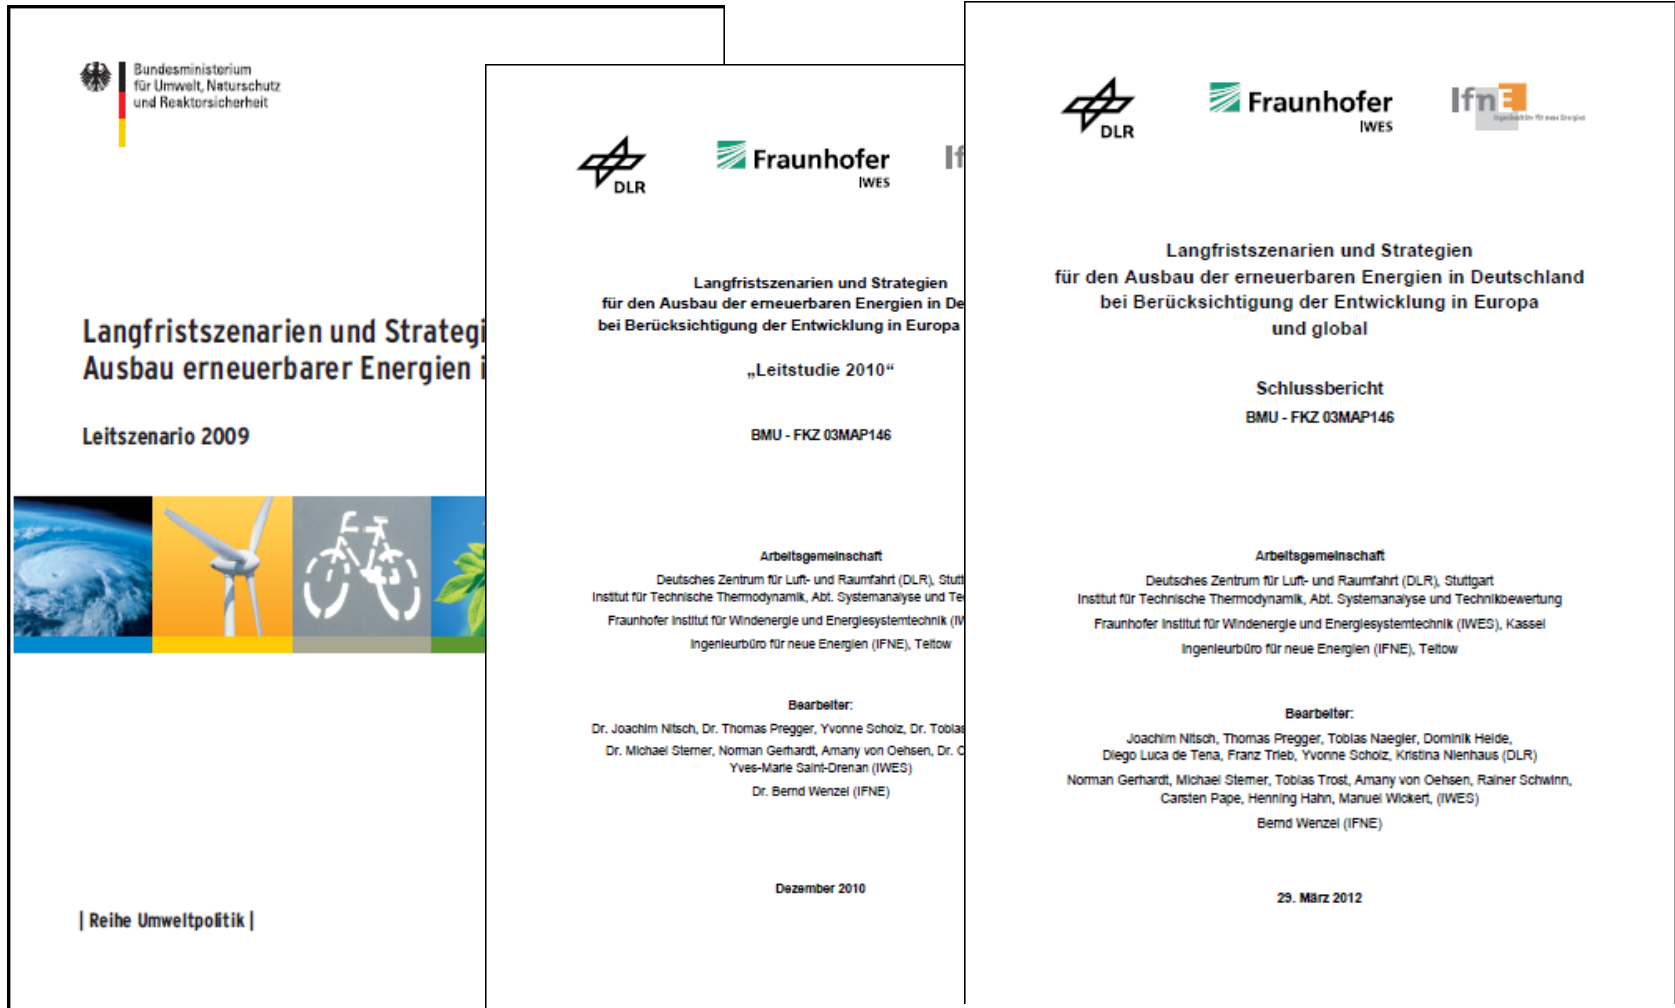 Bundesministerium
für Umwelt, Naturschutz
und Reaktorsicherheit
Langfristszenarien und Strategi
Ausbau erneuerbarer Energien i
Leitszenario 2009
| Reihe Umweltpolitik |
DLR
Fraunhofer
IWES
If
Langfristszenarien und Strategien
für den Ausbau der erneuerbaren Energien in De
bei Berücksichtigung der Entwicklung in Europa
„Leitstudie 2010“
BMU - FKZ 03MAP146
Arbeitsgemeinschaft
Deutsches Zentrum für Luft- und Raumfahrt (DLR), Stutt
Institut für Technische Thermodynamik, Abt. Systemanalyse und Te
Fraunhofer Institut für Windenergie und Energiesystemtechnik (IW
Ingenieurbüro für neue Energien (IFNE), Teltow
Bearbeiter:
Dr. Joachim Nitsch, Dr. Thomas Pregger, Yvonne Scholz, Dr. Tobias
Dr. Michael Sterner, Norman Gerhardt, Amany von Oehsen, Dr. C
Yves-Marie Saint-Drenan (IWES)
Dr. Bernd Wenzel (IFNE)
Dezember 2010
DLR
Fraunhofer
IWES
IfnE
Ingenieurbüro für neue Energien
Langfristszenarien und Strategien
für den Ausbau der erneuerbaren Energien in Deutschland
bei Berücksichtigung der Entwicklung in Europa
und global
Schlussbericht
BMU - FKZ 03MAP146
Arbeitsgemeinschaft
Deutsches Zentrum für Luft- und Raumfahrt (DLR), Stuttgart
Institut für Technische Thermodynamik, Abt. Systemanalyse und Technikbewertung
Fraunhofer Institut für Windenergie und Energiesystemtechnik (IWES), Kassel
Ingenieurbüro für neue Energien (IFNE), Teltow
Bearbeiter:
Joachim Nitsch, Thomas Pregger, Tobias Naegler, Dominik Heide,
Diego Luca de Tena, Franz Trieb, Yvonne Scholz, Kristina Nienhaus (DLR)
Norman Gerhardt, Michael Sterner, Tobias Trost, Amany von Oehsen, Rainer Schwinn,
Carsten Pape, Henning Hahn, Manuel Wickert, (IWES)
Bernd Wenzel (IFNE)
29. März 2012